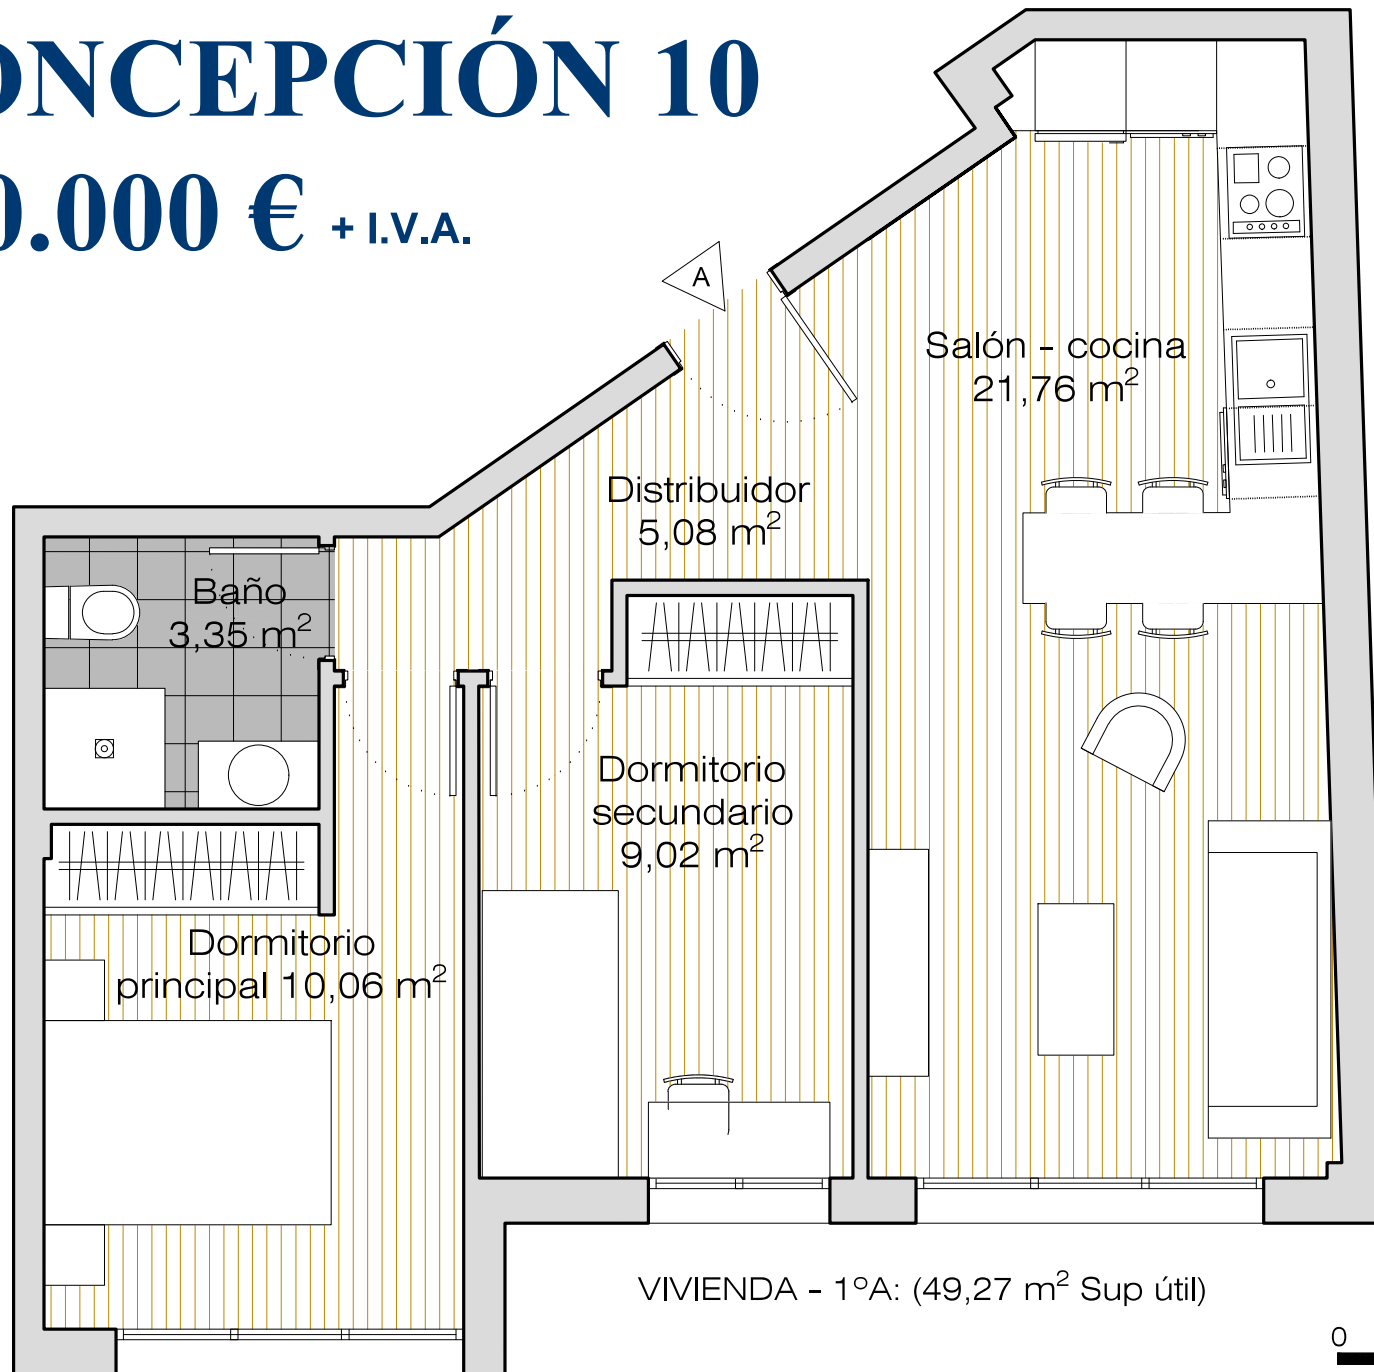 ONCEPCIÓN 10
0.000 € + I.V.A.
A
Salón - cocina
21,76 m²
Distribuidor
5,08 m²
Baño
3,35 m²
Dormitorio
secundario
9,02 m²
Dormitorio
principal 10,06 m²
VIVIENDA - 1ºA: (49,27 m² Sup útil)
0